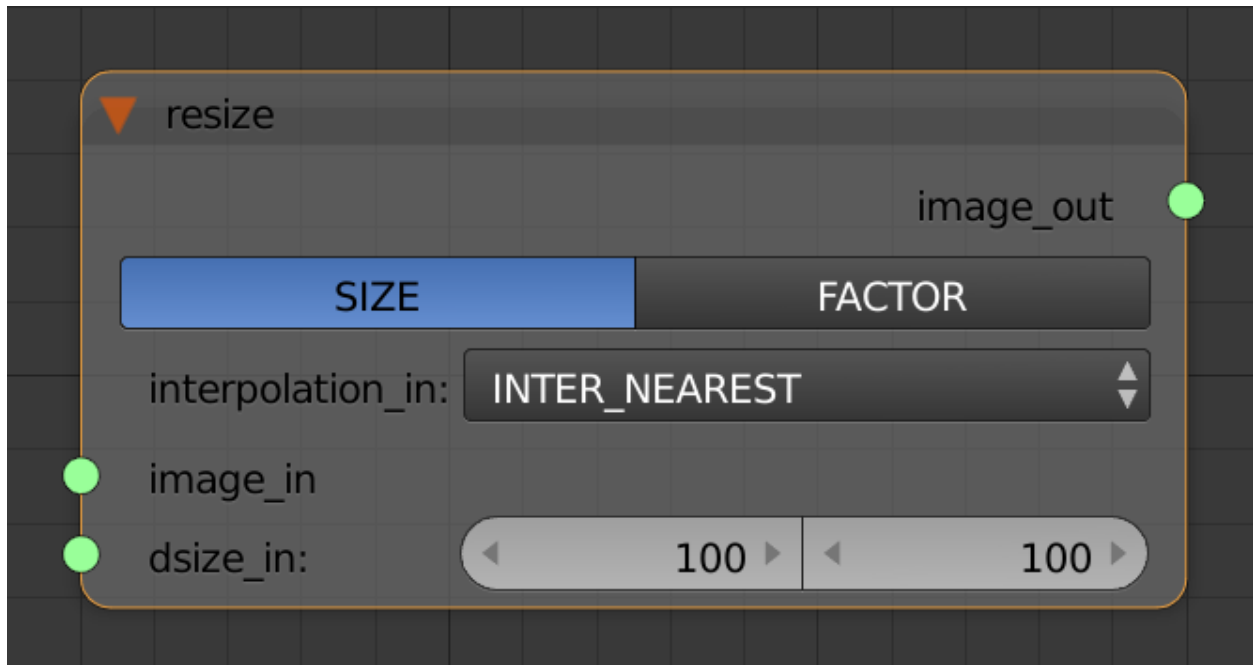 resize
image_out
SIZE FACTOR
interpolation_in: INTER_NEAREST
image_in
dsize_in: 100 100